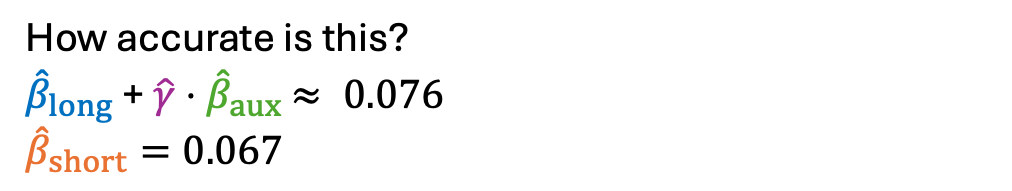 How accurate is this?
β̂long + γ̂ · β̂aux ≈ 0.076
β̂short = 0.067